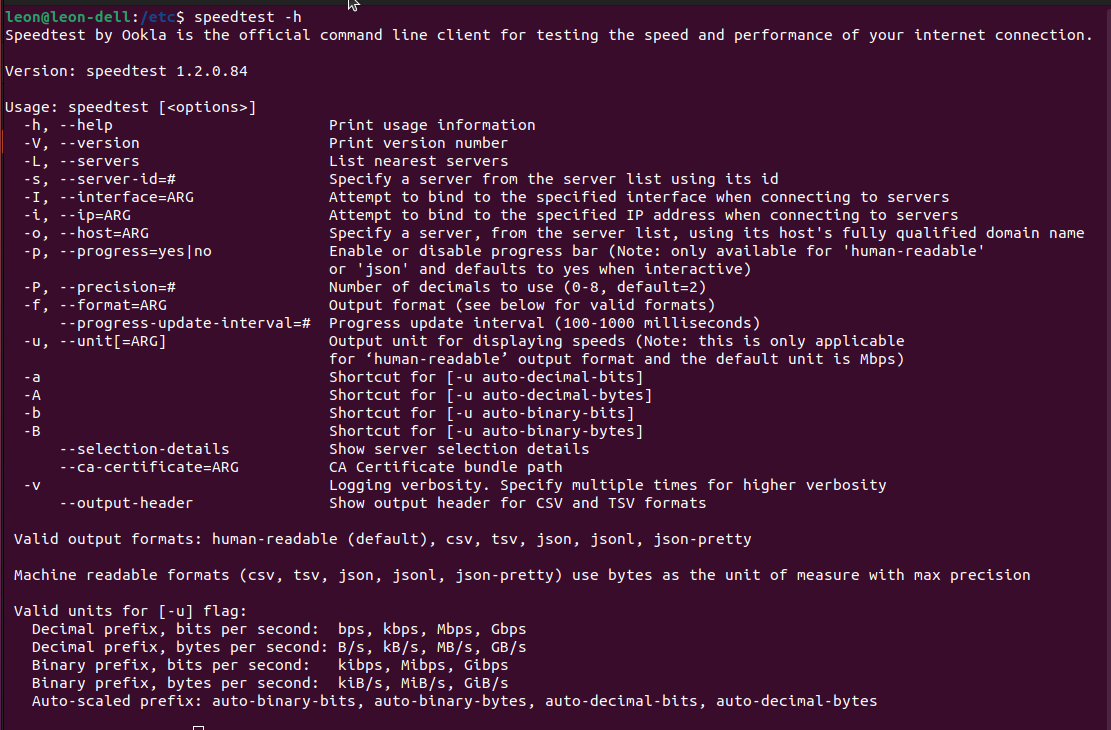 leon@leon-dell:/etc$ speedtest -h
Speedtest by Ookla is the official command line client for testing the speed and performance of your internet connection.

Version: speedtest 1.2.0.84

Usage: speedtest [<options>]
  -h, --help                        Print usage information
  -V, --version                     Print version number
  -L, --servers                     List nearest servers
  -s, --server-id=#                 Specify a server from the server list using its id
  -I, --interface=ARG               Attempt to bind to the specified interface when connecting to servers
  -i, --ip=ARG                      Attempt to bind to the specified IP address when connecting to servers
  -o, --host=ARG                    Specify a server, from the server list, using its host's fully qualified domain name
  -p, --progress=yes|no             Enable or disable progress bar (Note: only available for 'human-readable'
                                    or 'json' and defaults to yes when interactive)
  -P, --precision=#                 Number of decimals to use (0-8, default=2)
  -f, --format=ARG                  Output format (see below for valid formats)
      --progress-update-interval=#  Progress update interval (100-1000 milliseconds)
  -u, --unit[=ARG]                  Output unit for displaying speeds (Note: this is only applicable
                                    for ‘human-readable’ output format and the default unit is Mbps)
  -a                                Shortcut for [-u auto-decimal-bits]
  -A                                Shortcut for [-u auto-decimal-bytes]
  -b                                Shortcut for [-u auto-binary-bits]
  -B                                Shortcut for [-u auto-binary-bytes]
      --selection-details           Show server selection details
      --ca-certificate=ARG          CA Certificate bundle path
  -v                                Logging verbosity. Specify multiple times for higher verbosity
      --output-header               Show output header for CSV and TSV formats

 Valid output formats: human-readable (default), csv, tsv, json, jsonl, json-pretty

 Machine readable formats (csv, tsv, json, jsonl, json-pretty) use bytes as the unit of measure with max precision

 Valid units for [-u] flag:
   Decimal prefix, bits per second:  bps, kbps, Mbps, Gbps
   Decimal prefix, bytes per second: B/s, kB/s, MB/s, GB/s
   Binary prefix, bits per second:   kibps, Mibps, Gibps
   Binary prefix, bytes per second:  kiB/s, MiB/s, GiB/s
   Auto-scaled prefix: auto-binary-bits, auto-binary-bytes, auto-decimal-bits, auto-decimal-bytes